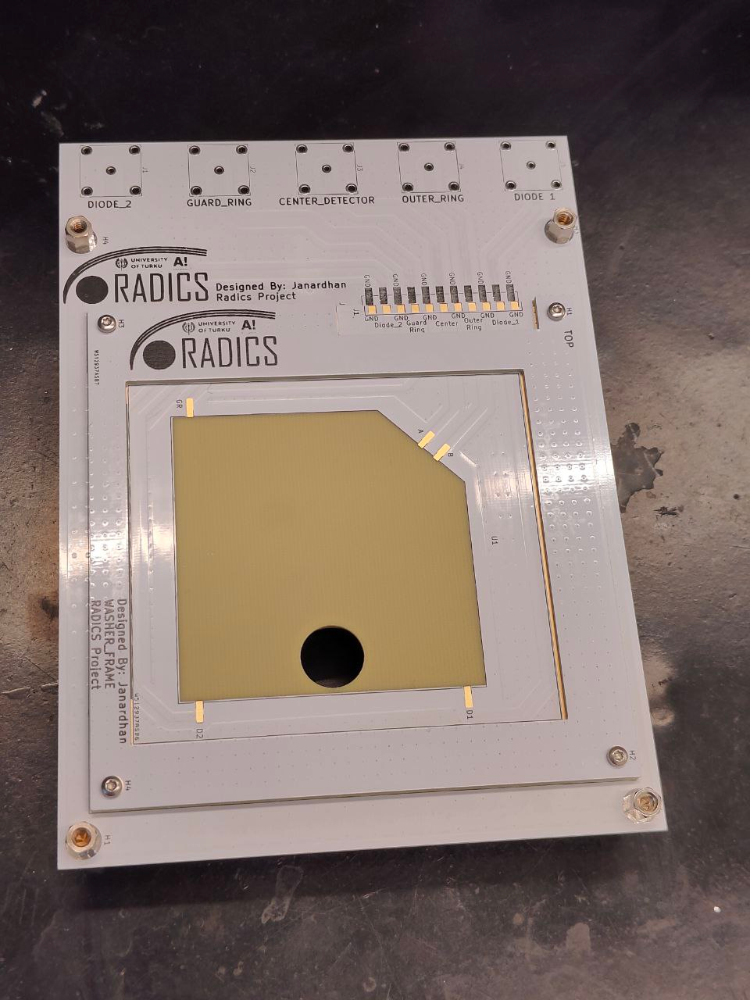 J1
J2
J3
J4
DIODE_2
GUARD_RING
CENTER_DETECTOR
OUTER_RING
DIODE 1
H4
UNIVERSITY
OF TURKU
A!
RADICS
Designed By: Janardhan
Radics Project
GND
GND
GND
GND
GND
GND
J1
GND
GND
GND
GND
GND
GND
Diode_2
Guard
Ring
Center
Outer
Ring
Diode_1
H1
TOP
H3
UNIVERSITY
OF TURKU
A!
RADICS
GR
A
B
U1
Designed By: Janardhan
WASHER_FRAME
RADICS Project
D2
D1
H4
H2
H1